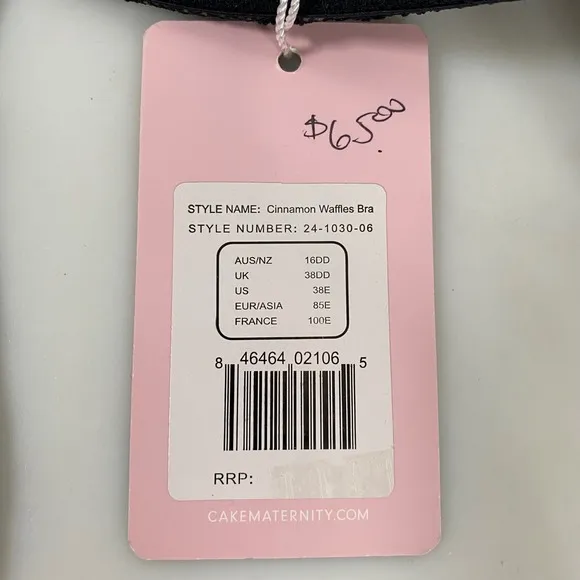 $65.00
STYLE NAME: Cinnamon Waffles Bra
STYLE NUMBER: 24-1030-06
AUS/NZ 16DD
UK 38DD
US 38E
EUR/ASIA 85E
FRANCE 100E
8 46464 02106 5
RRP:
CAKEMATERNITY.COM